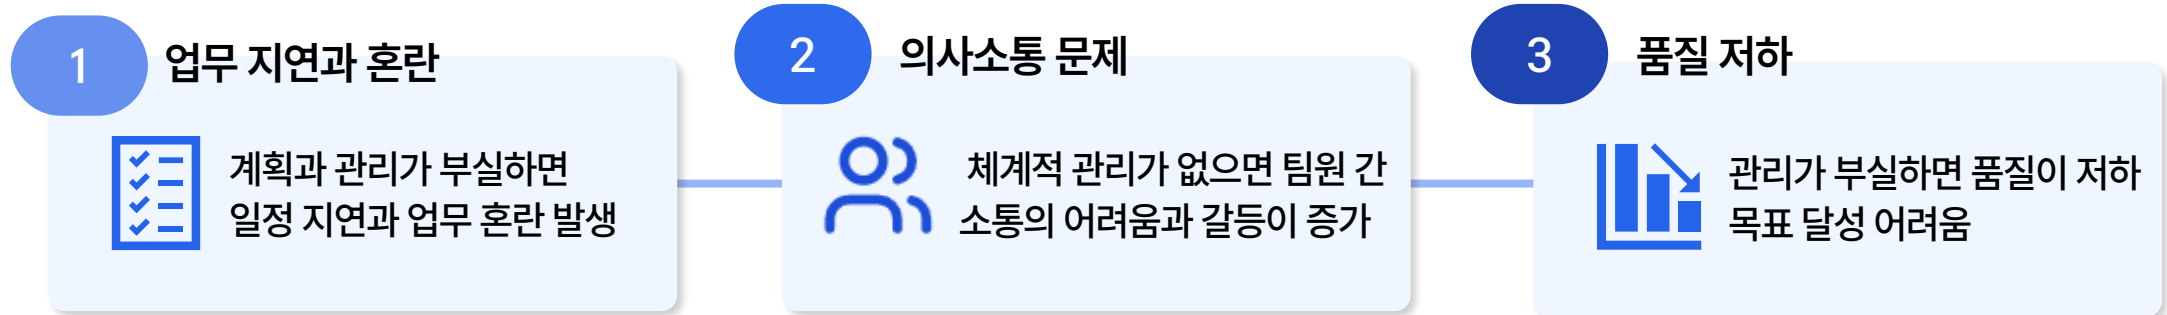 1
업무 지연과 혼란
계획과 관리가 부실하면
일정 지연과 업무 혼란 발생
2
의사소통 문제
체계적 관리가 없으면 팀원 간
소통의 어려움과 갈등이 증가
3
품질 저하
관리가 부실하면 품질이 저하
목표 달성 어려움